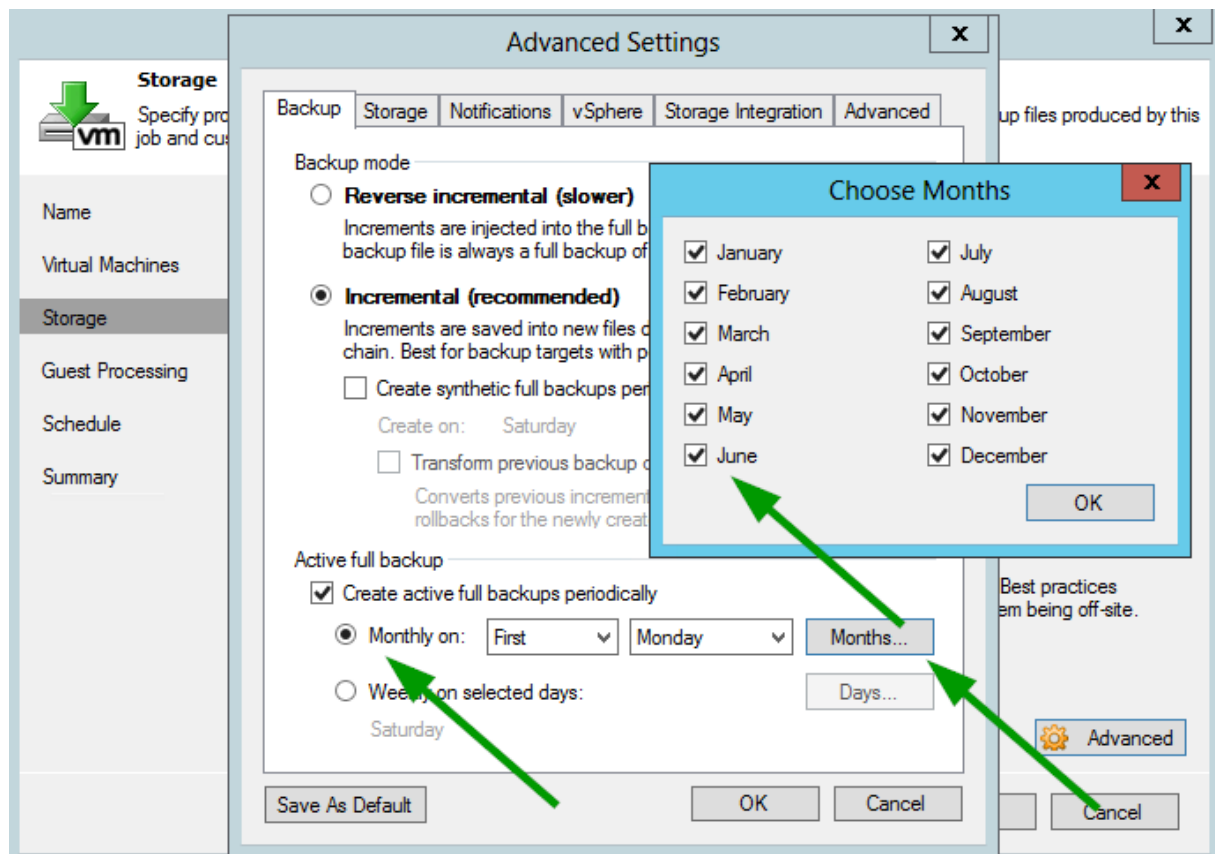 Advanced Settings
x
x
Storage
Specify pro
job and cus
up files produced by this
vm
Name
Virtual Machines
Storage
Guest Processing
Schedule
Summary
Backup
Storage
Notifications
vSphere
Storage Integration
Advanced
Backup mode
Reverse incremental (slower)
Increments are injected into the full b
backup file is always a full backup of
Incremental (recommended)
Increments are saved into new files d
chain. Best for backup targets with p
Create synthetic full backups per
Create on: Saturday
Transform previous backup c
Converts previous increment
rollbacks for the newly creat
Choose Months
x
January
February
March
April
May
June
July
August
September
October
November
December
OK
Active full backup
Create active full backups periodically
Monthly on: First Monday Months...
Weekly on selected days: Days...
Saturday
Best practices
em being off-site.
Advanced
Save As Default
OK
Cancel
Cancel